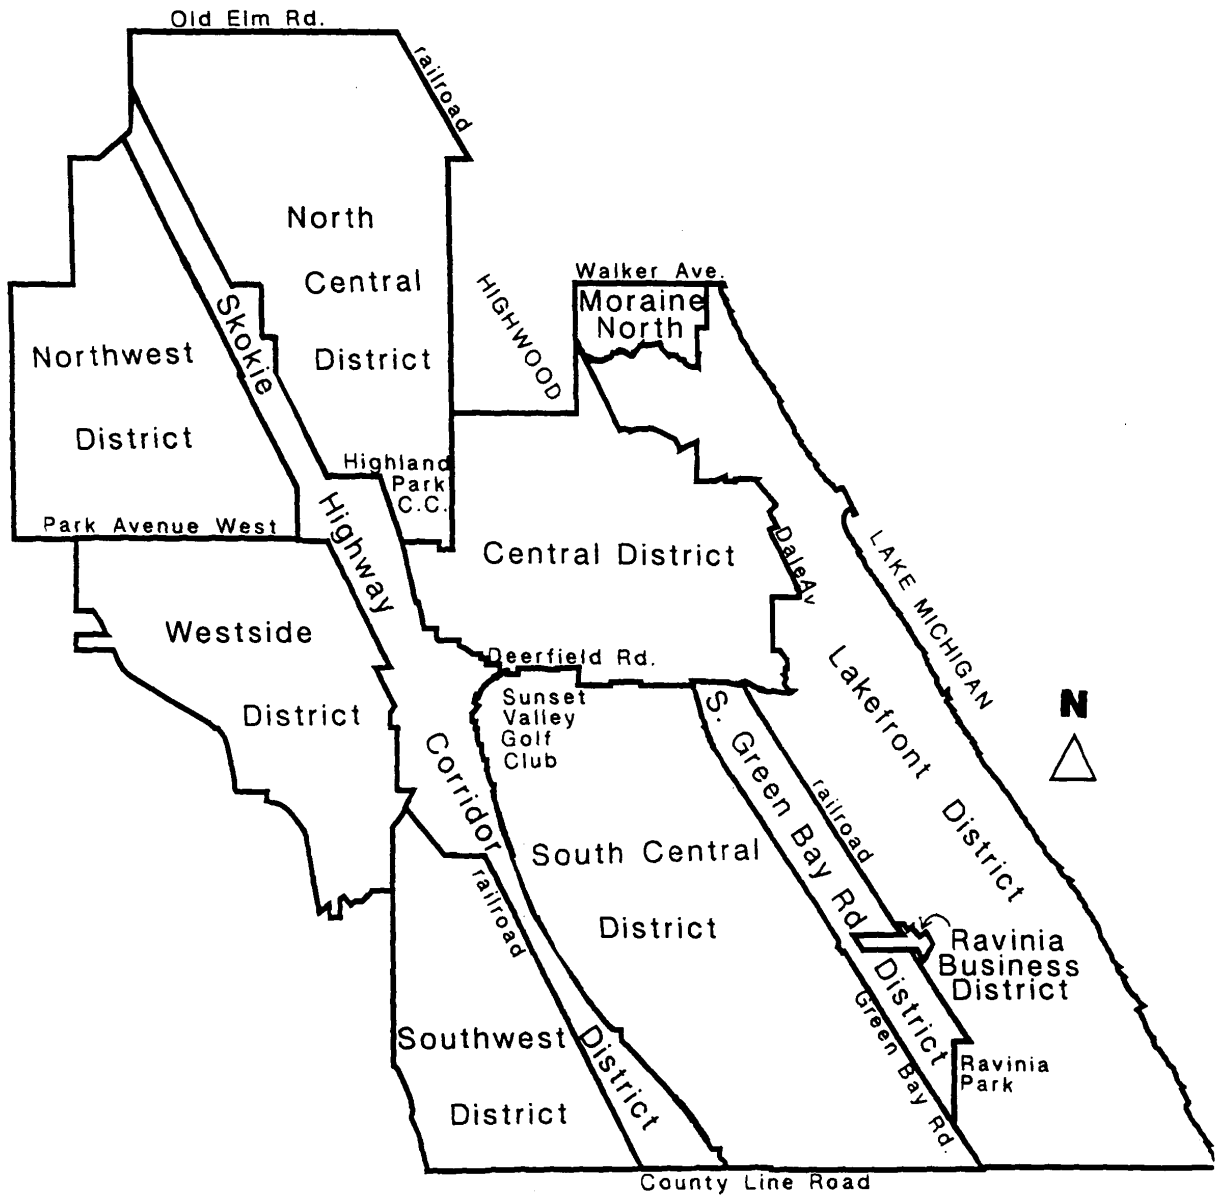 Old Elm Rd.
railroad
North
Central
District
HIGHWOOD
Walker Ave.
Moraine
North
Skokie
Highway
Corridor
District
Northwest
District
Highland
Park
C.C.
Park Avenue West
Central District
Dale Av
LAKE MICHIGAN
Westside
District
Deerfield Rd.
Sunset
Valley
Golf
Club
S. Green Bay Rd
District
railroad
Lakefront District
N
South Central
District
railroad
Ravinia
Business
District
Green Bay Rd.
Ravinia
Park
Southwest
District
County Line Road